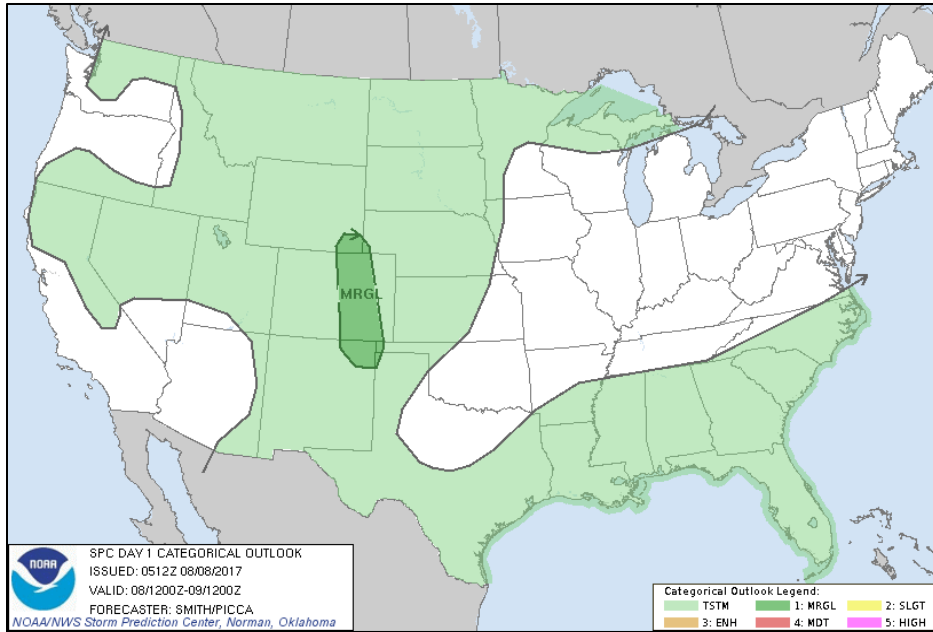 MRGL
NOAA
SPC DAY 1 CATEGORICAL OUTLOOK
ISSUED: 0512Z 08/08/2017
VALID: 08/1200Z-09/1200Z
FORECASTER: SMITH/PICCA
NOAA/NWS Storm Prediction Center, Norman, Oklahoma
Categorical Outlook Legend:
TSTM 1: MRGL 2: SLGT
3: ENH 4: MDT 5: HIGH